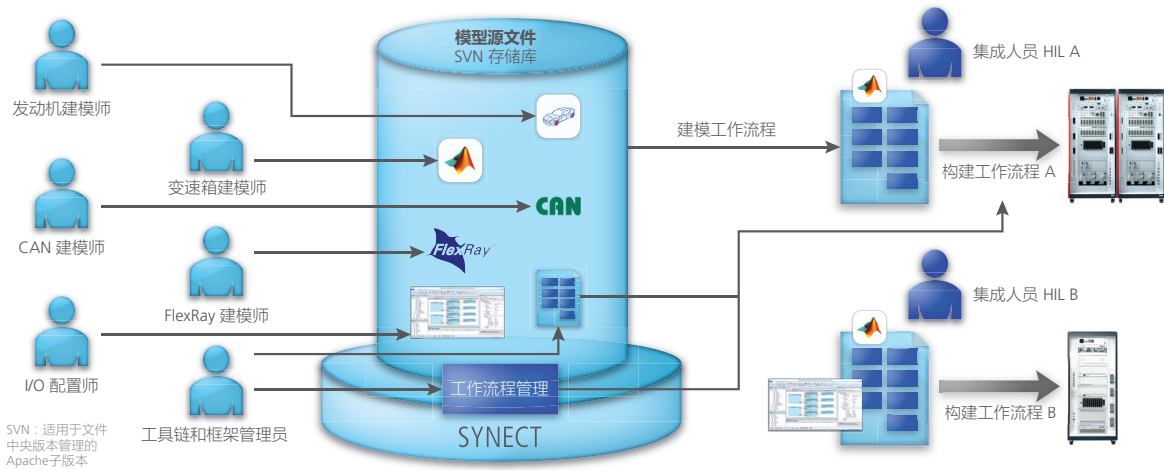 模型源文件
SVN 存储库
集成人员 HIL A
发动机建模师
建模工作流程
构建工作流程 A
变速箱建模师
CAN
CAN 建模师
FlexRay
FlexRay 建模师
集成人员 HIL B
I/O 配置师
工作流程管理
构建工作流程 B
工具链和框架管理员
SYNECT
SVN：适用于文件
中央版本管理的
Apache子版本